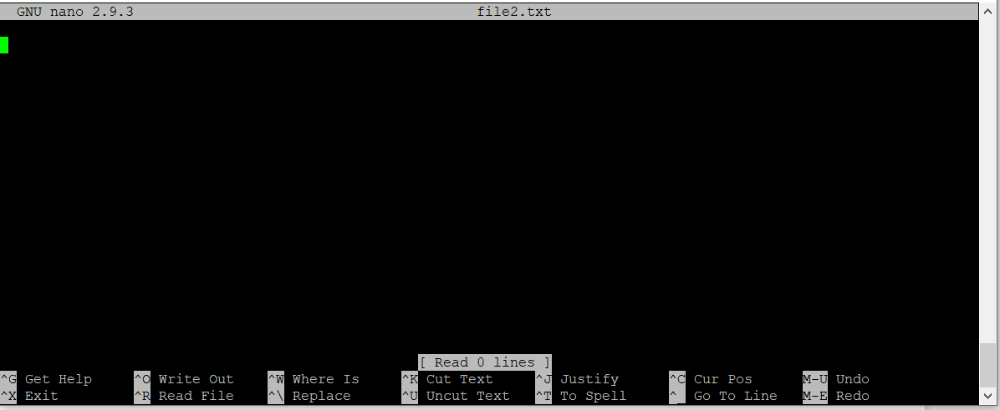 GNU nano 2.9.3 file2.txt
[ Read 0 lines ]
^G Get Help ^O Write Out ^W Where Is ^K Cut Text ^J Justify ^C Cur Pos M-U Undo
^X Exit ^R Read File ^\ Replace ^U Uncut Text ^T To Spell ^_ Go To Line M-E Redo